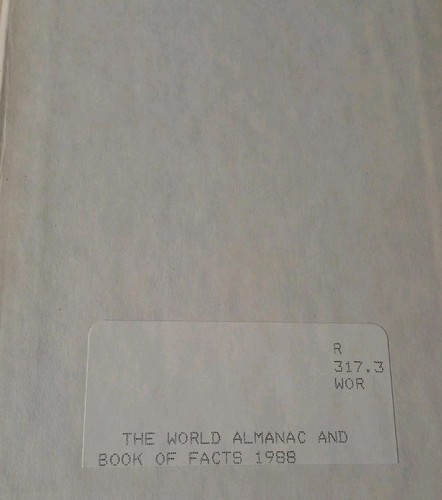 R
317.3
WOR
THE WORLD ALMANAC AND
BOOK OF FACTS 1988